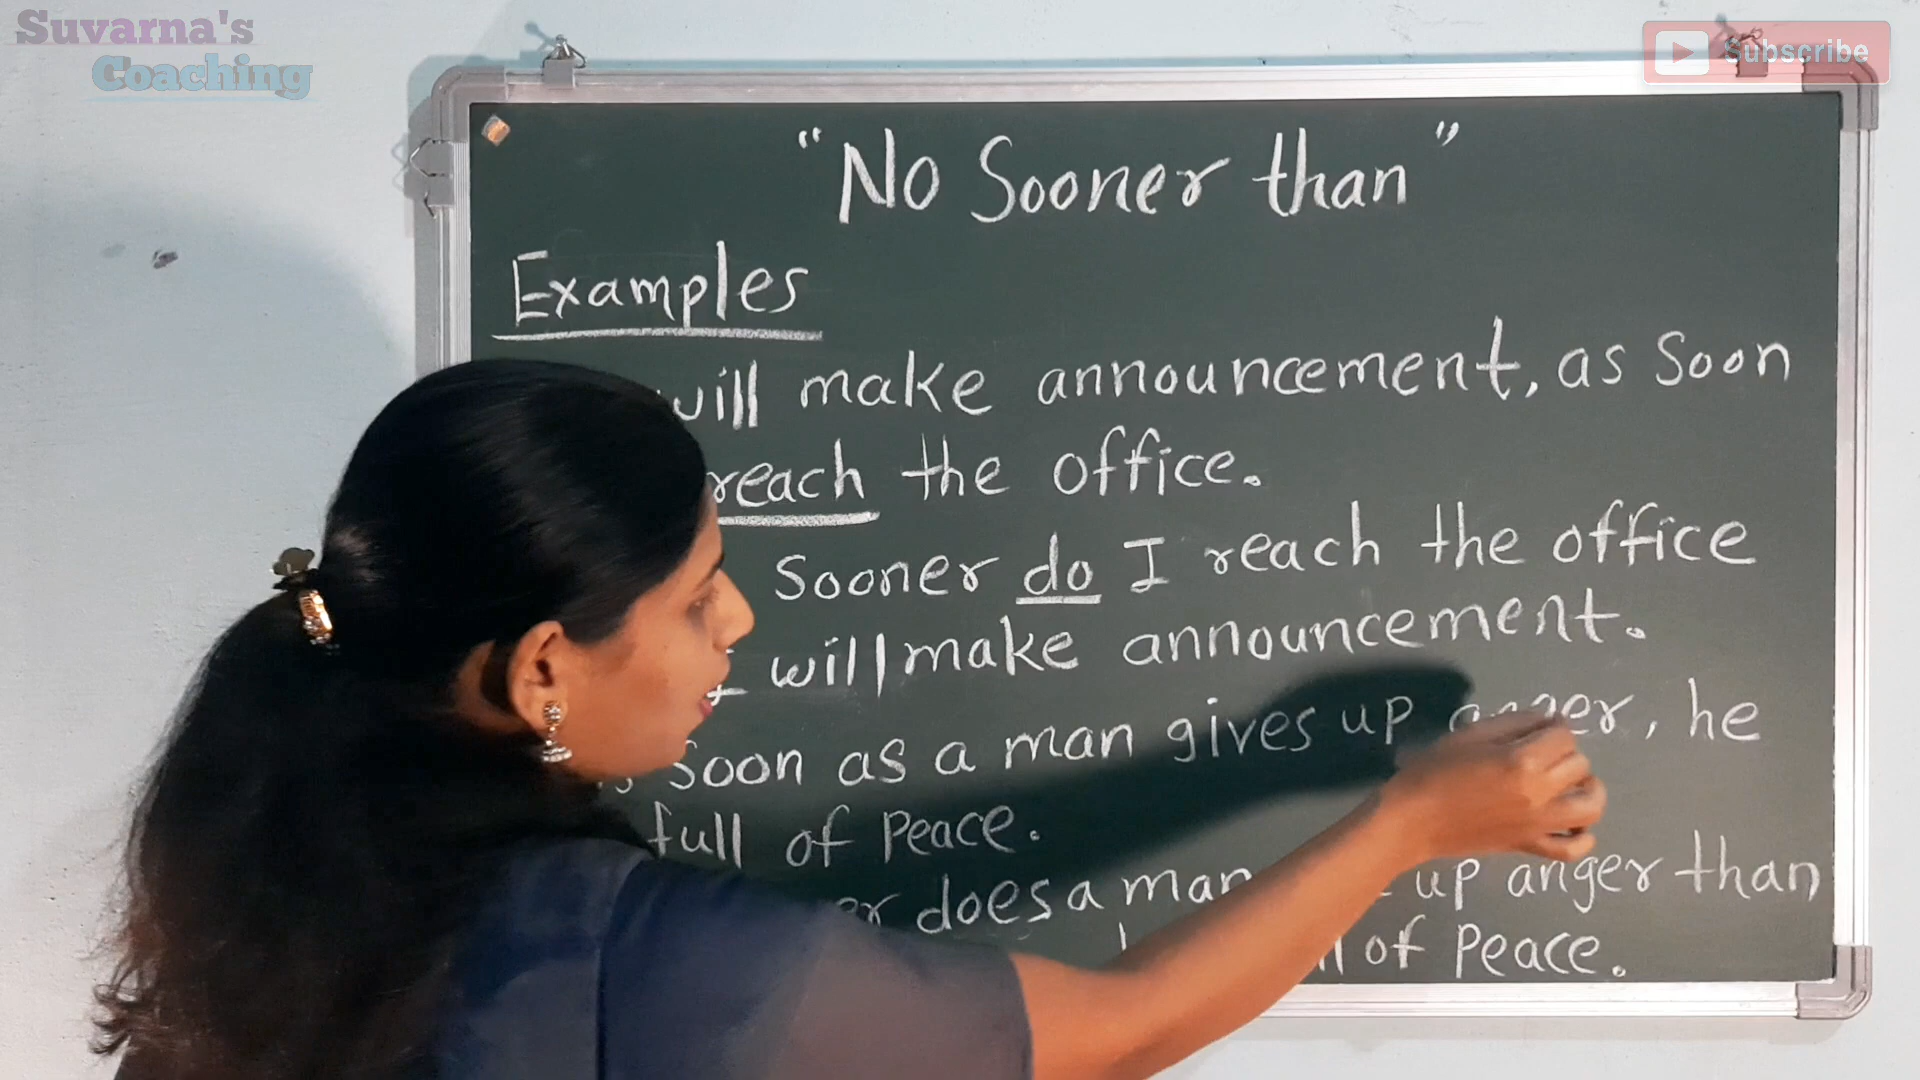 Suvarna's
Coaching
Subscribe
"No Sooner than"
Examples
will make announcement, as soon
reach the office.
Sooner do I reach the office
I will make announcement.
Soon as a man gives up anger, he
full of Peace.
does a man up anger than
of Peace.